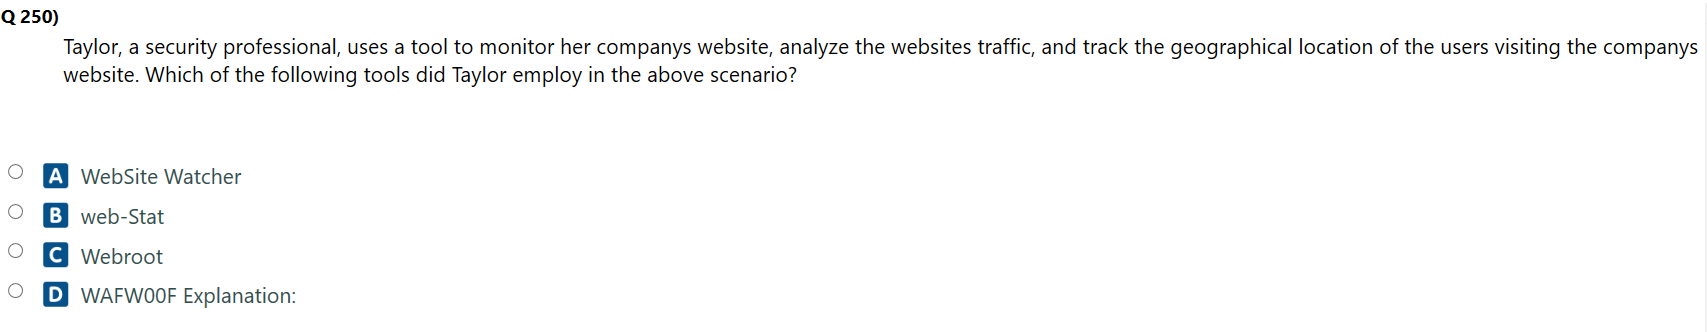 Q 250)
Taylor, a security professional, uses a tool to monitor her companys website, analyze the websites traffic, and track the geographical location of the users visiting the companys
website. Which of the following tools did Taylor employ in the above scenario?
A WebSite Watcher
B web-Stat
C Webroot
D WAFW00F Explanation: